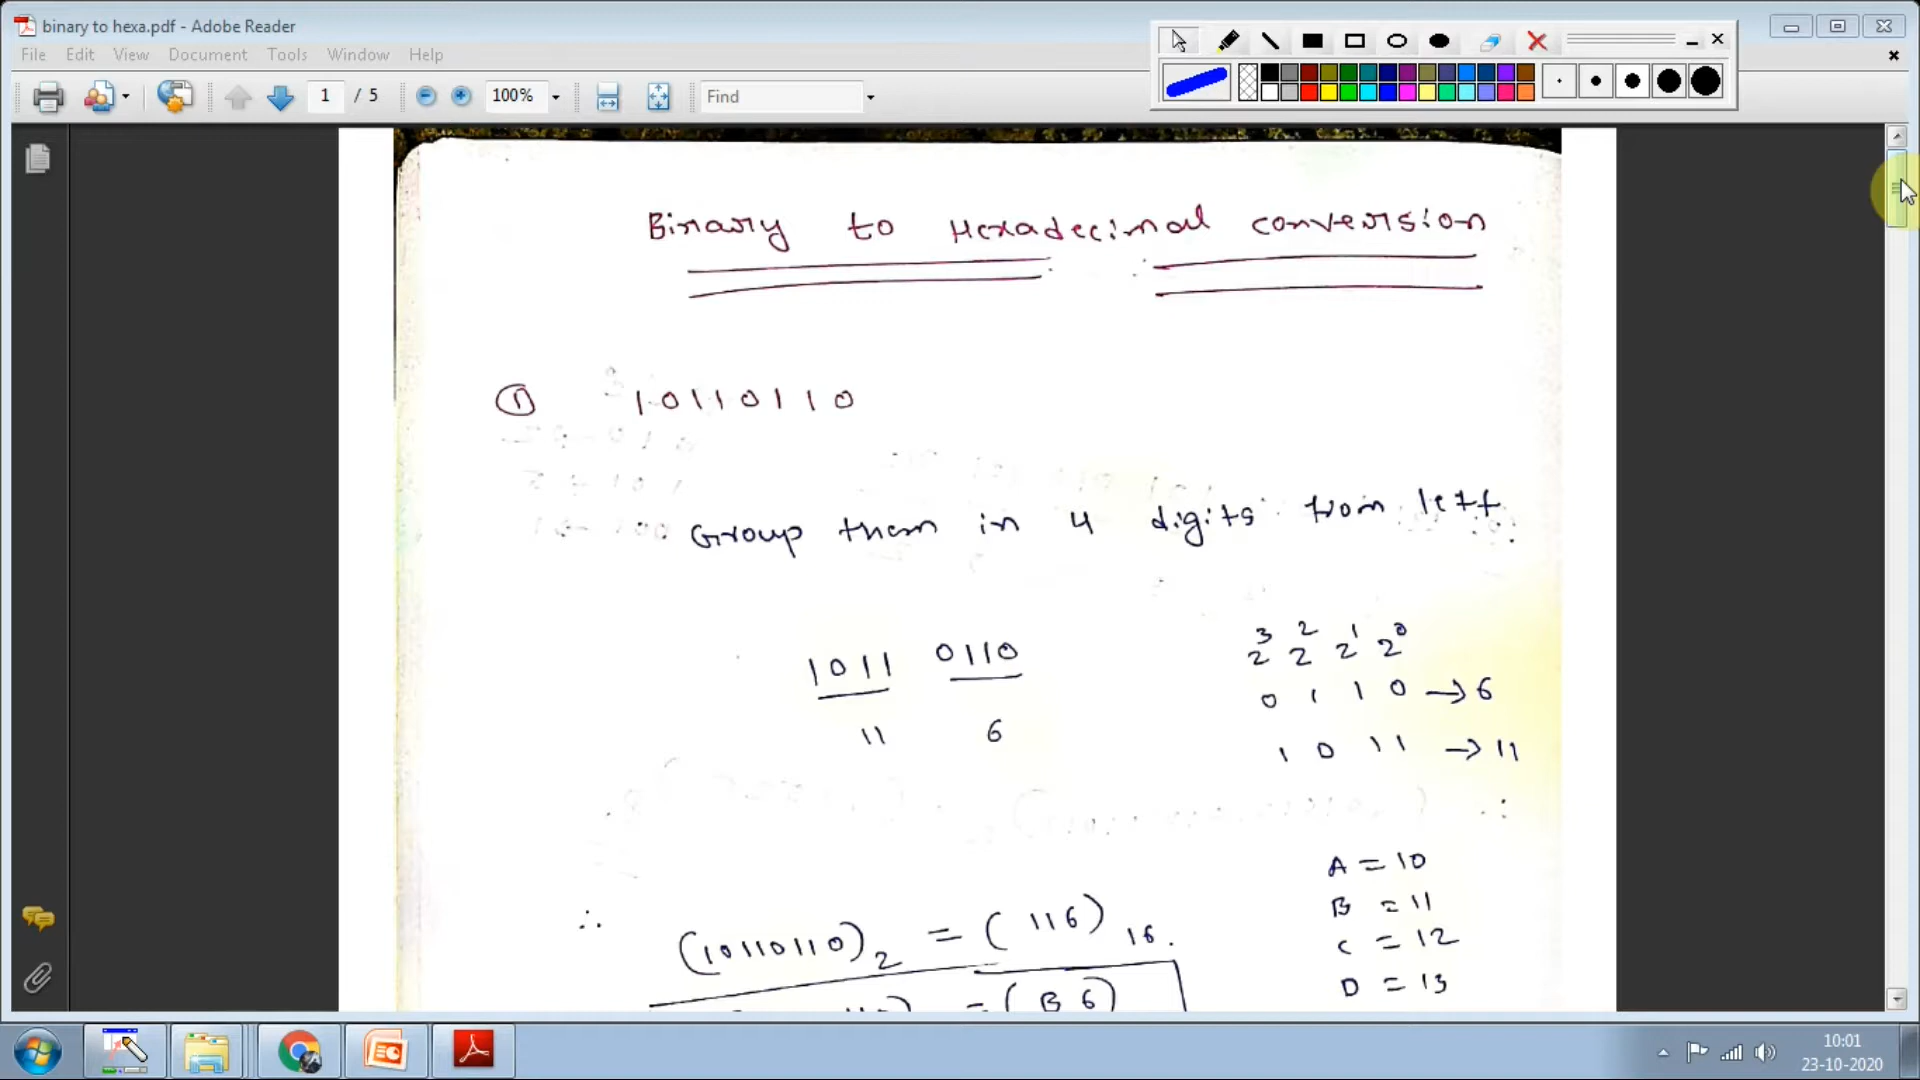 binary to hexa.pdf - Adobe Reader
File Edit View Document Tools Window Help
1 / 5 100% Find
Binary to Hexadecimal conversion
① 10110110
Group them in 4 digits from left
1011 0110
11 6
2³ 2² 2¹ 2⁰
0 1 1 0 → 6
1 0 1 1 → 11
A = 10
B = 11
C = 12
D = 13
∴ (10110110)₂ = (116)₁₆.
= (B6)
10:01
23-10-2020